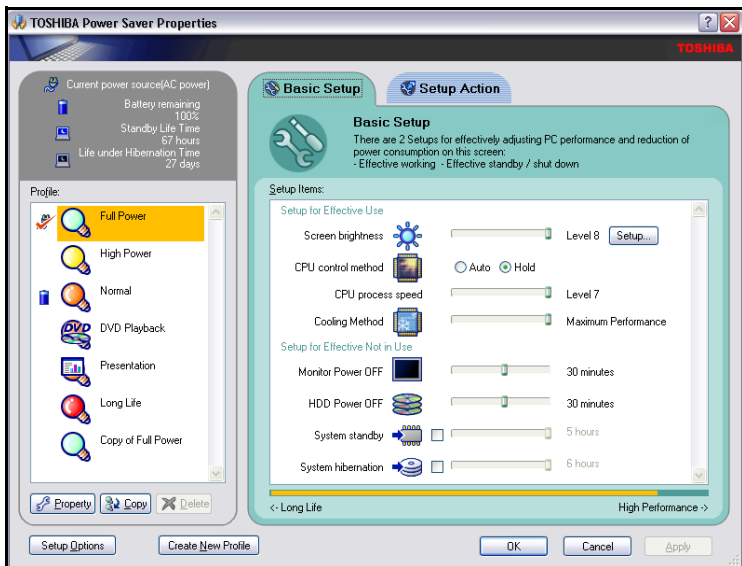 TOSHIBA Power Saver Properties
TOSHIBA
Current power source(AC power)
Battery remaining
100%
Standby Life Time
67 hours
Life under Hibernation Time
27 days
Profile:
Full Power
High Power
Normal
DVD
DVD Playback
Presentation
Long Life
Copy of Full Power
Property
Copy
Delete
Basic Setup
Setup Action
Basic Setup
There are 2 Setups for effectively adjusting PC performance and reduction of
power consumption on this screen:
- Effective working - Effective standby / shut down
Setup Items:
Setup for Effective Use
Screen brightness
Level 8
Setup...
CPU control method
Auto
Hold
CPU process speed
Level 7
Cooling Method
Maximum Performance
Setup for Effective Not in Use
Monitor Power OFF
30 minutes
HDD Power OFF
30 minutes
System standby
5 hours
System hibernation
6 hours
<- Long Life
High Performance ->
Setup Options
Create New Profile
OK
Cancel
Apply